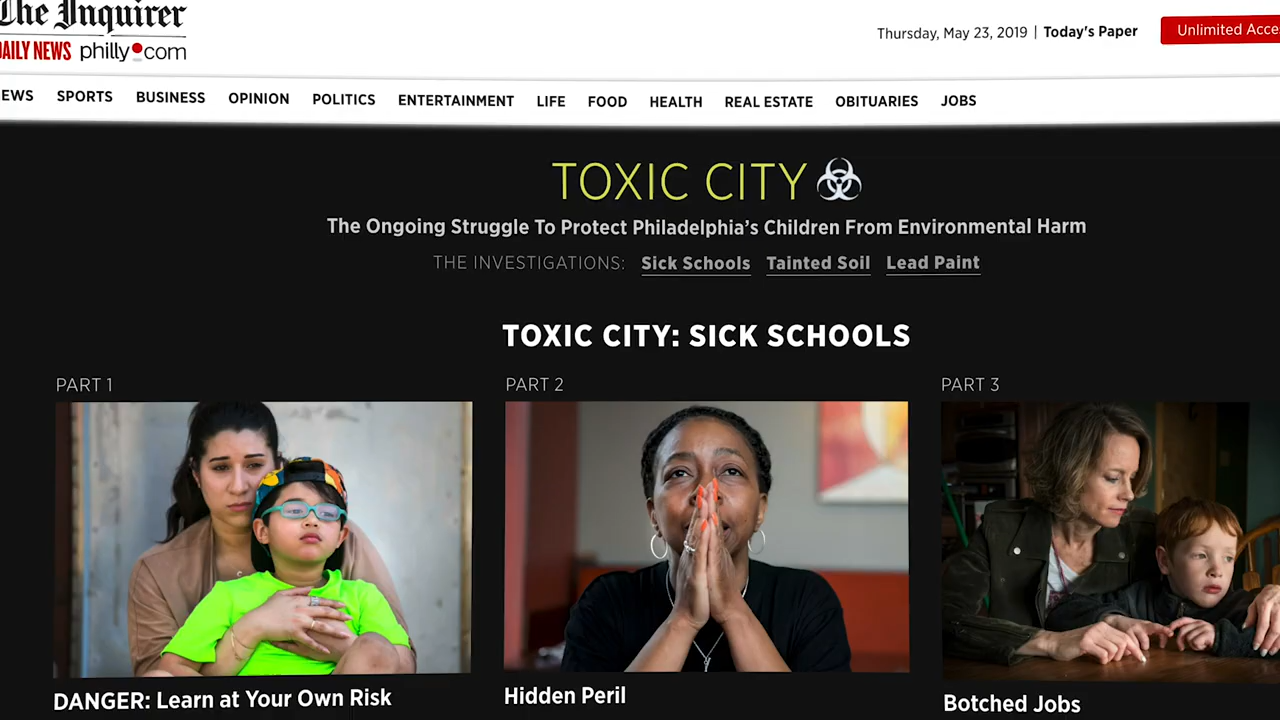 The Inquirer
DAILY NEWS philly.com
Thursday, May 23, 2019 | Today's Paper
Unlimited Acce
EWS SPORTS BUSINESS OPINION POLITICS ENTERTAINMENT LIFE FOOD HEALTH REAL ESTATE OBITUARIES JOBS
TOXIC CITY
The Ongoing Struggle To Protect Philadelphia's Children From Environmental Harm
THE INVESTIGATIONS: Sick Schools Tainted Soil Lead Paint
TOXIC CITY: SICK SCHOOLS
PART 1
PART 2
PART 3
DANGER: Learn at Your Own Risk
Hidden Peril
Botched Jobs